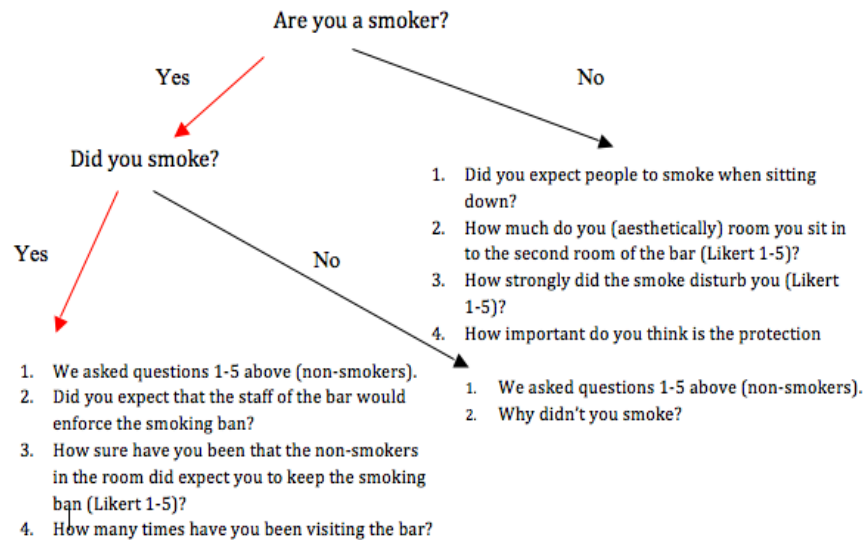 Are you a smoker?
Yes
No
Did you smoke?
1. Did you expect people to smoke when sitting
down?
2. How much do you (aesthetically) room you sit in
to the second room of the bar (Likert 1-5)?
3. How strongly did the smoke disturb you (Likert
1-5)?
4. How important do you think is the protection
Yes
No
1. We asked questions 1-5 above (non-smokers).
2. Did you expect that the staff of the bar would
enforce the smoking ban?
3. How sure have you been that the non-smokers
in the room did expect you to keep the smoking
ban (Likert 1-5)?
4. How many times have you been visiting the bar?
1. We asked questions 1-5 above (non-smokers).
2. Why didn't you smoke?